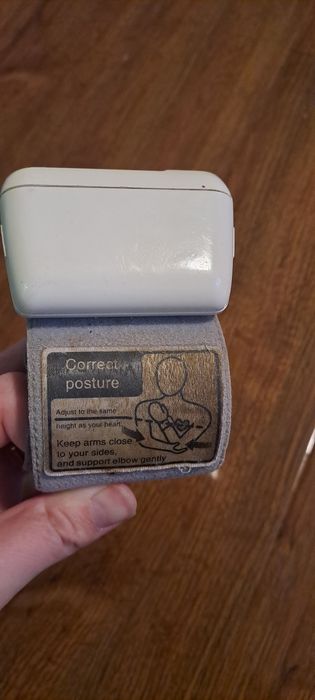 Correct
posture
Adjust to the same
height as your heart.
Keep arms close
to your sides,
and support elbow gently